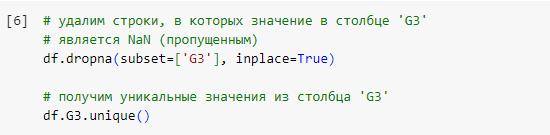 [6] # удалим строки, в которых значение в столбце 'G3'
# является NaN (пропущенным)
df.dropna(subset=['G3'], inplace=True)
# получим уникальные значения из столбца 'G3'
df.G3.unique()